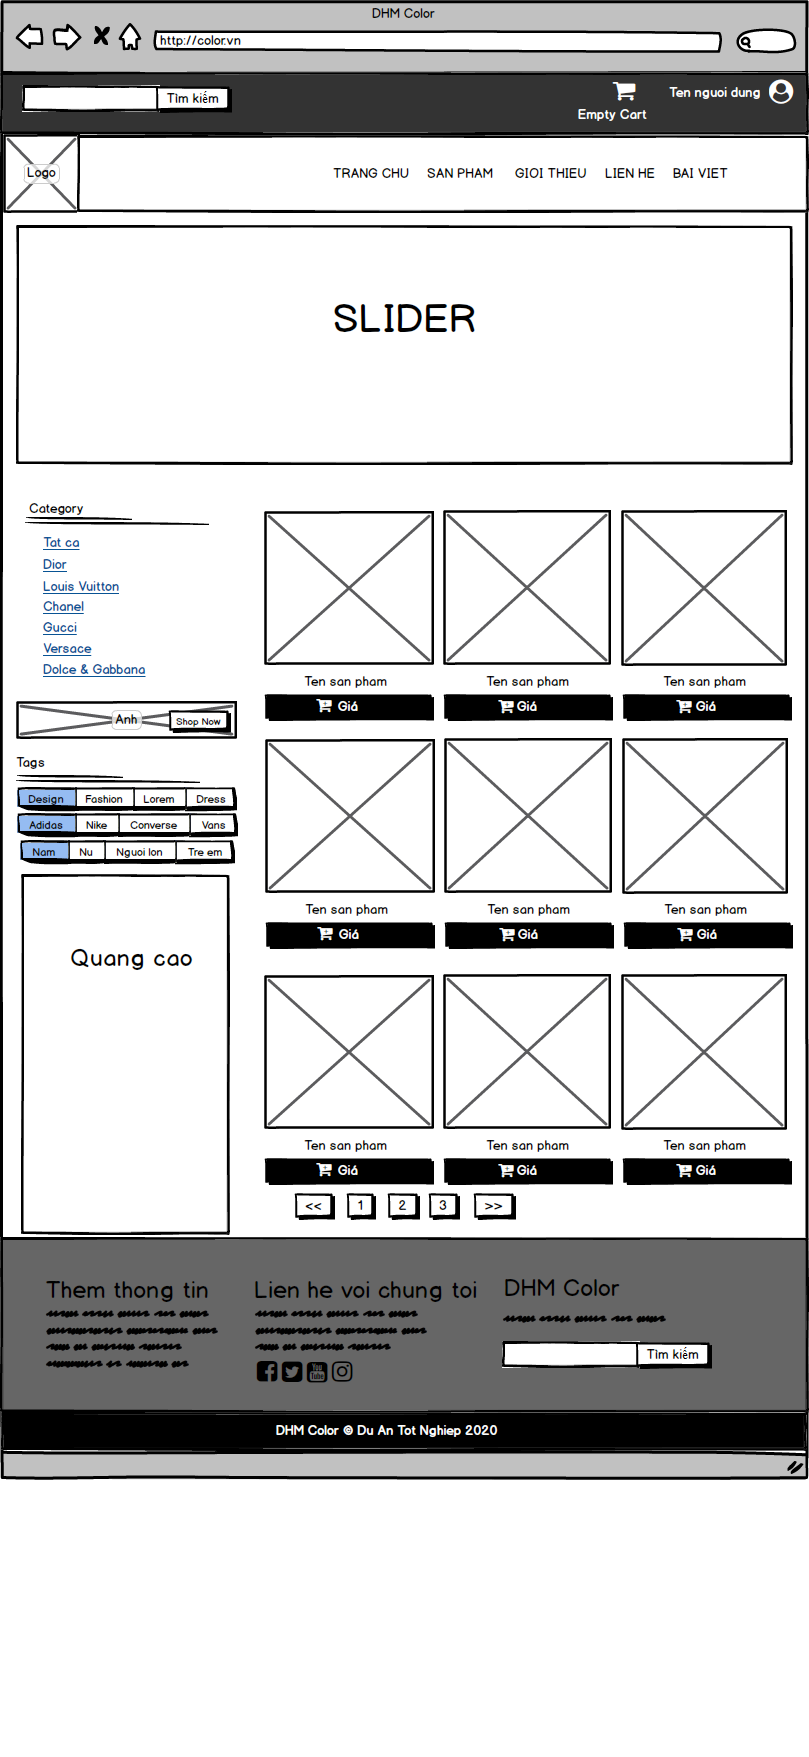 DHM Color
http://color.vn
Tìm kiếm
Empty Cart
Ten nguoi dung
Logo
TRANG CHU SAN PHAM GIOI THIEU LIEN HE BAI VIET
SLIDER
Category
Tat ca
Dior
Louis Vuitton
Chanel
Gucci
Versace
Dolce & Gabbana
Anh
Shop Now
Tags
Design Fashion Lorem Dress
Adidas Nike Converse Vans
Nam Nu Nguoi lon Tre em
Quang cao
Ten san pham Ten san pham Ten san pham
Giá Giá Giá
Ten san pham Ten san pham Ten san pham
Giá Giá Giá
Ten san pham Ten san pham Ten san pham
Giá Giá Giá
<< 1 2 3 >>
Them thong tin
Lien he voi chung toi
You Tube
DHM Color
Tìm kiếm
DHM Color © Du An Tot Nghiep 2020